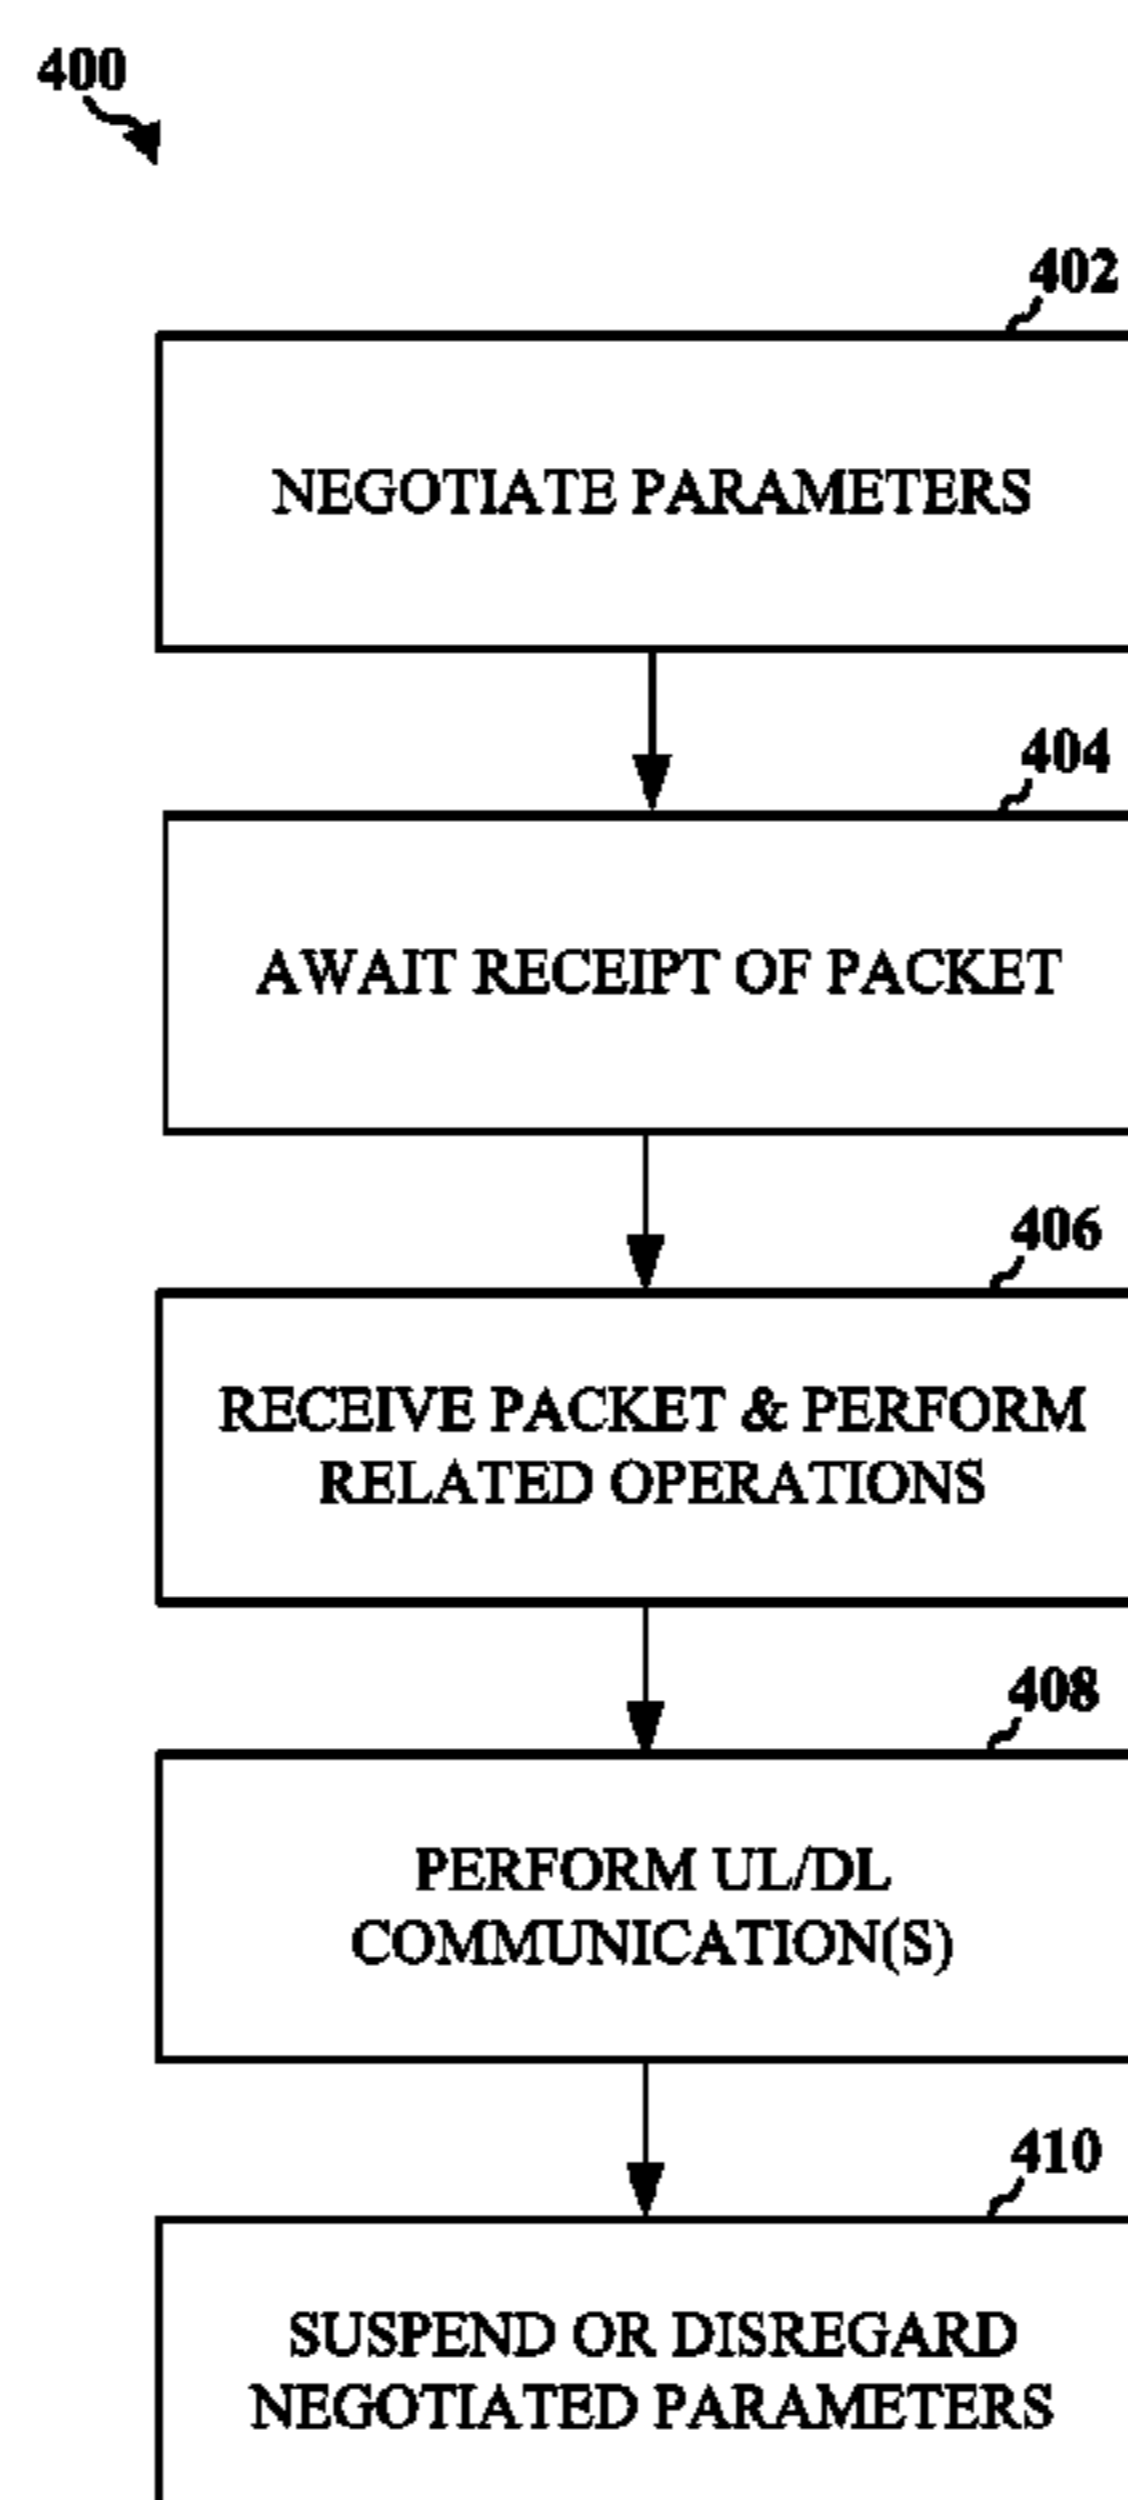 400
402
NEGOTIATE PARAMETERS
404
AWAIT RECEIPT OF PACKET
406
RECEIVE PACKET & PERFORM
RELATED OPERATIONS
408
PERFORM UL/DL
COMMUNICATION(S)
410
SUSPEND OR DISREGARD
NEGOTIATED PARAMETERS